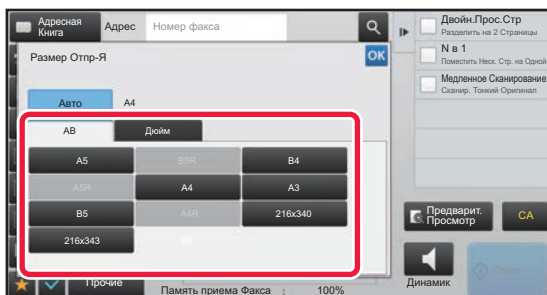 Адресная
Книга
Адрес
Номер факса
Размер Отпр-Я
OK
Авто
A4
AB
Дюйм
A5
B5R
B4
A5R
A4
A3
B5
A4R
216x340
216x343
8K
Прочие
Память приема Факса : 100%
Двойн.Прос.Стр
Разделить на 2 Страницы
N в 1
Поместить Неск. Стр. на Одной
Медленное Сканирование
Сканир. Тонкий Оригинал
Предварит.
Просмотр
CA
Динамик